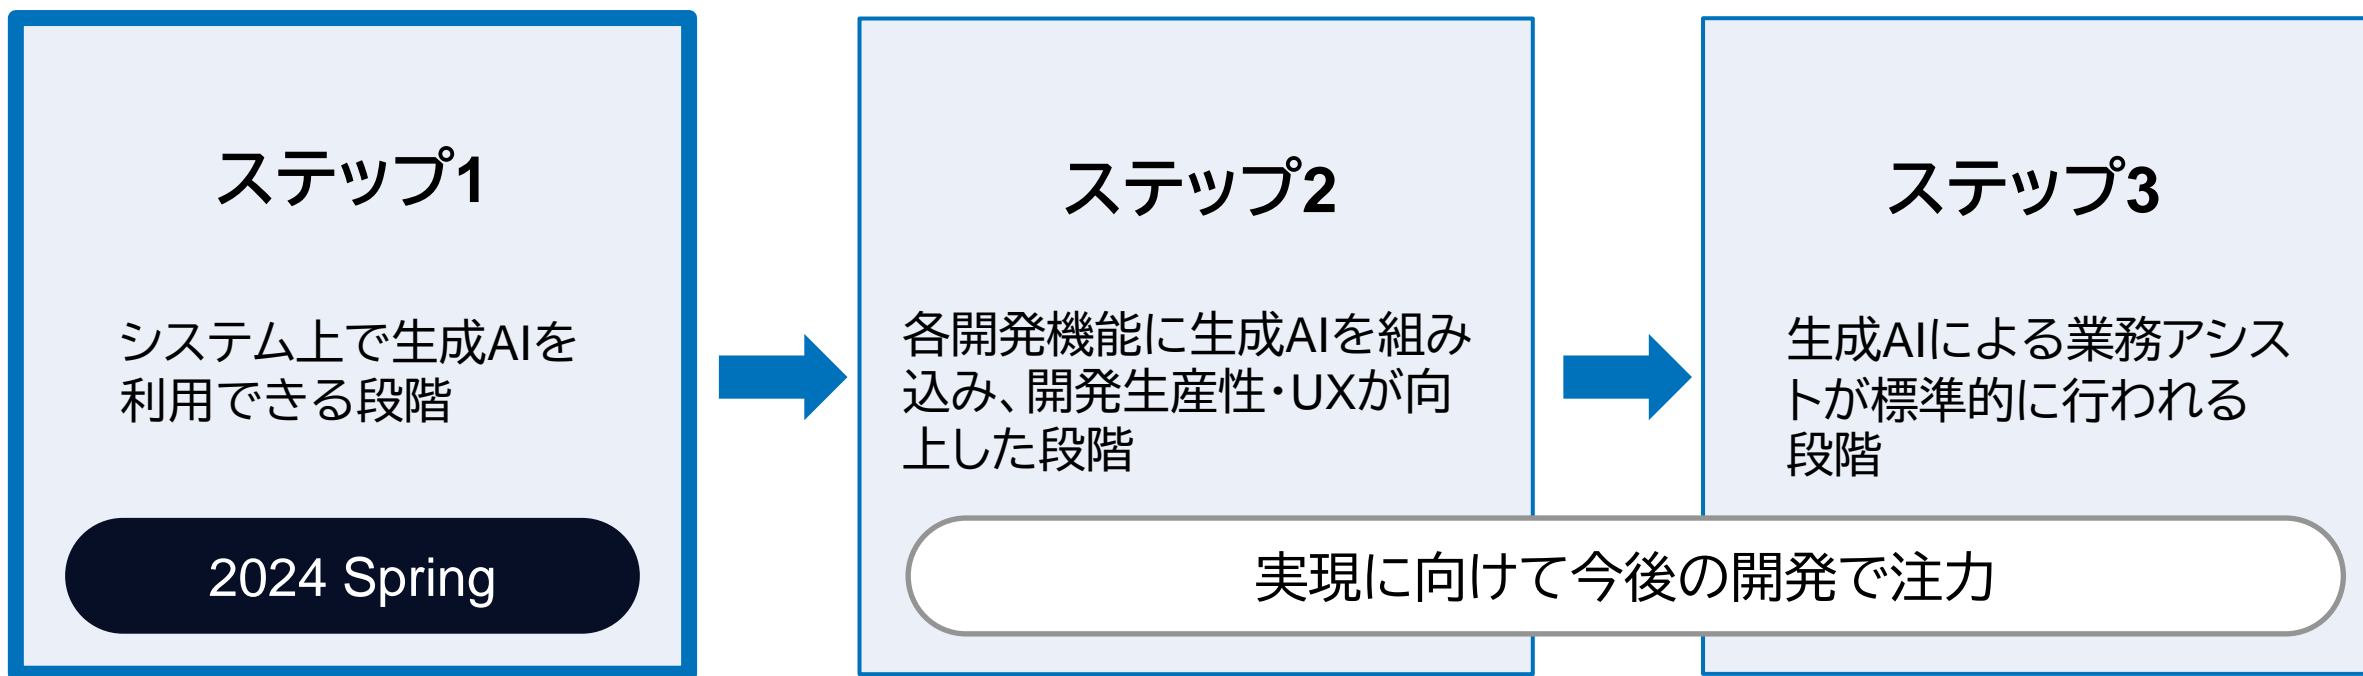 ステップ1
システム上で生成AIを
利用できる段階
2024 Spring
ステップ2
各開発機能に生成AIを組み
込み、開発生産性・UXが向
上した段階
ステップ3
生成AIによる業務アシス
トが標準的に行われる
段階
実現に向けて今後の開発で注力